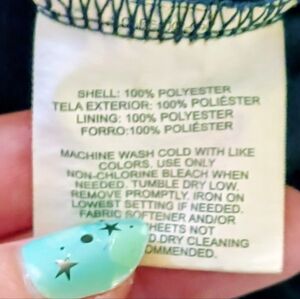 SHELL: 100% POLYESTER
TELA EXTERIOR: 100% POLIÉSTER
LINING: 100% POLYESTER
FORRO:100% POLIÉSTER
MACHINE WASH COLD WITH LIKE
COLORS. USE ONLY
NON-CHLORINE BLEACH WHEN
NEEDED. TUMBLE DRY LOW.
REMOVE PROMPTLY. IRON ON
LOWEST SETTING IF NEEDED.
FABRIC SOFTENER AND/OR
SHEETS NOT
D.DRY CLEANING
OMMENDED.